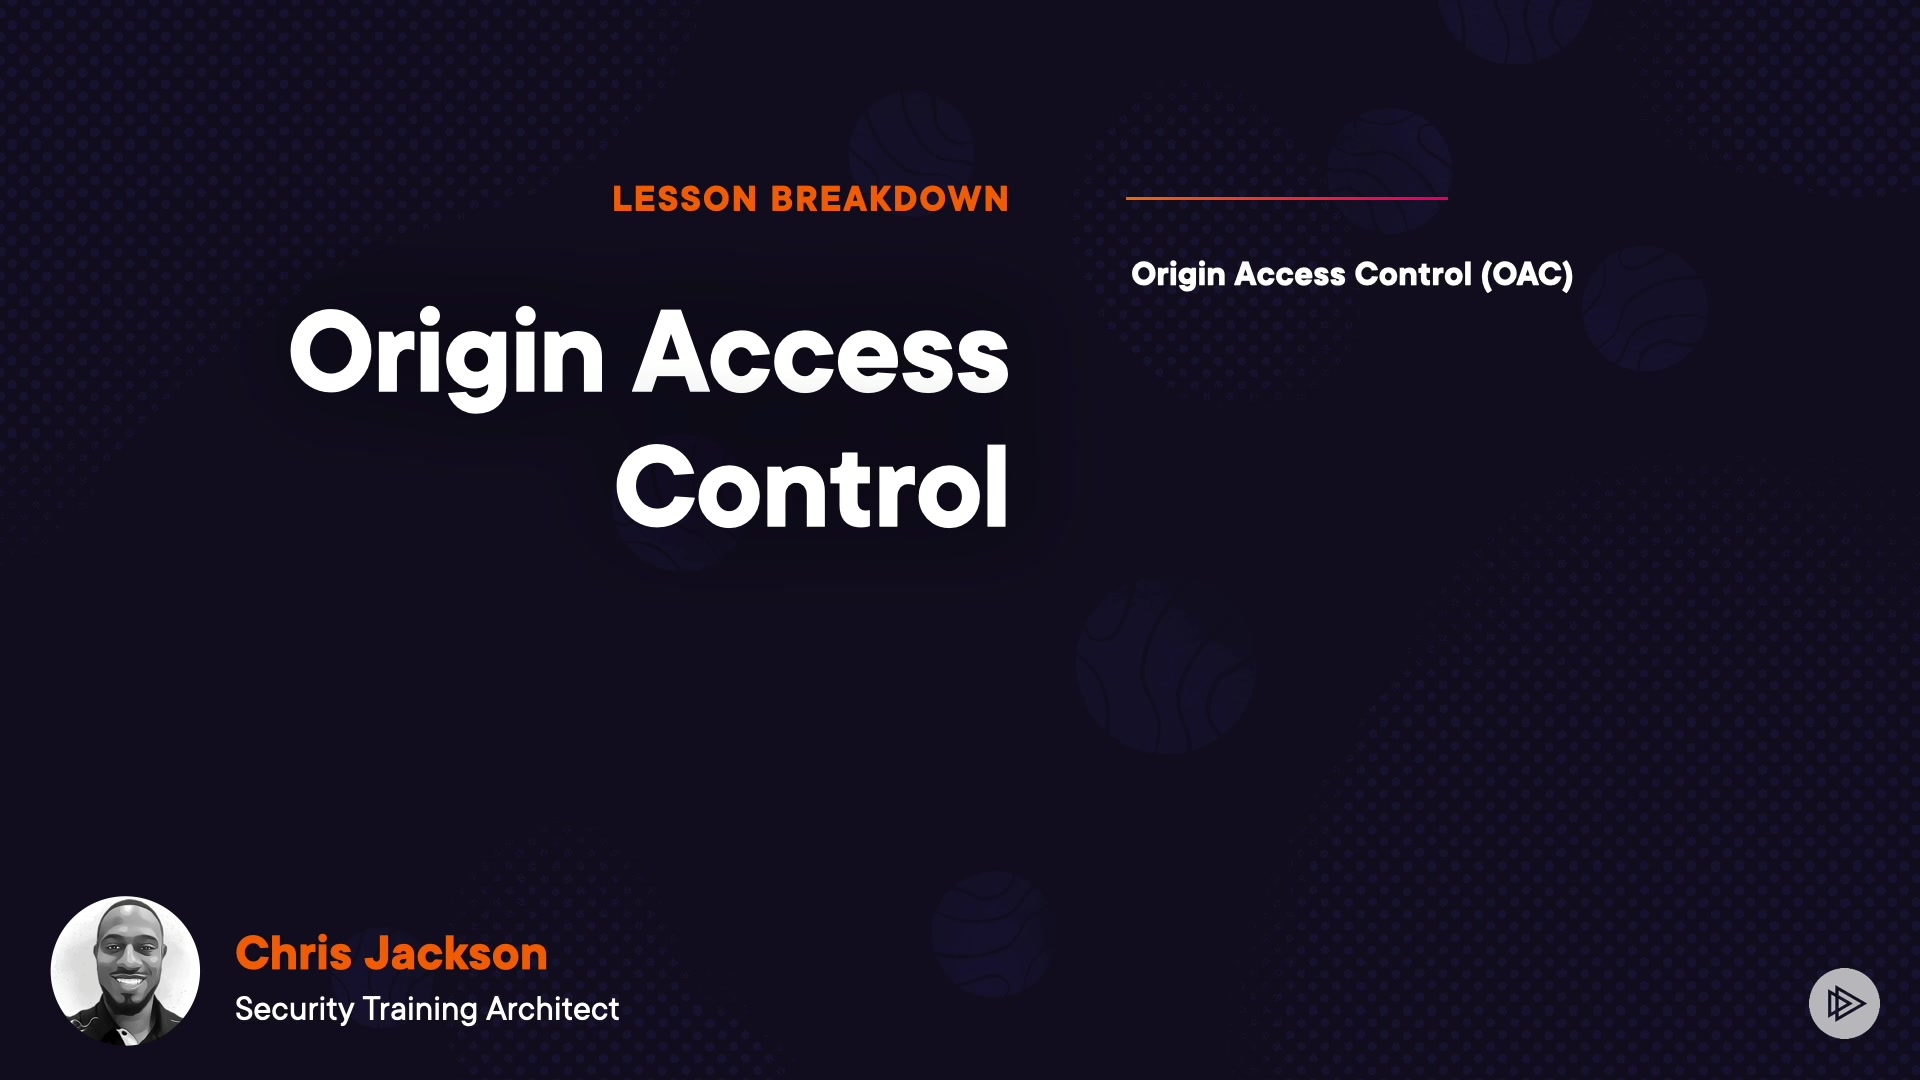 LESSON BREAKDOWN
Origin Access
Control
Origin Access Control (OAC)
Chris Jackson
Security Training Architect